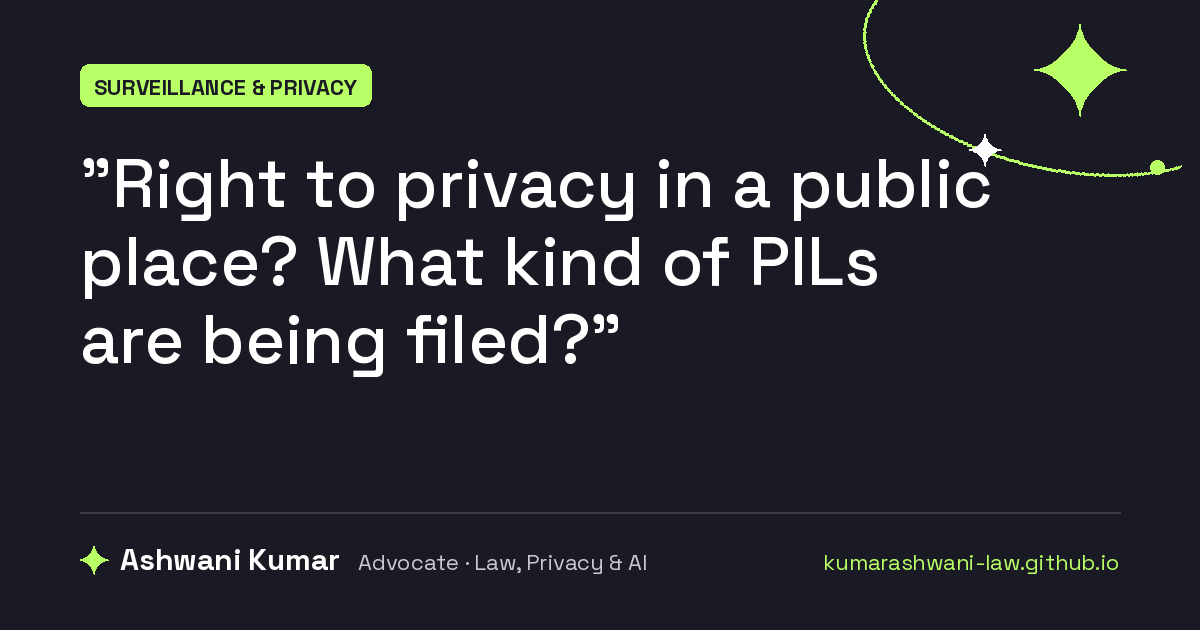 SURVEILLANCE & PRIVACY
”Right to privacy in a public
place? What kind of PILs
are being filed?”
Ashwani Kumar Advocate · Law, Privacy & AI kumarashwani-law.github.io